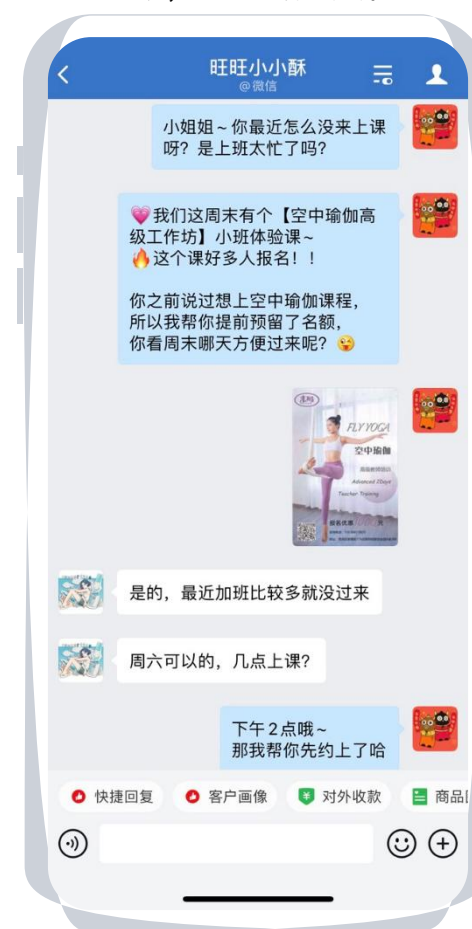 旺旺小小酥
@微信
小姐姐~你最近怎么没来上课
呀？是上班太忙了吗？
💗我们这周末有个【空中瑜伽高
级工作坊】小班体验课~
🔥这个课好多人报名！！
你之前说过想上空中瑜伽课程，
所以我帮你提前预留了名额，
你看周末哪天方便过来呢？😜
FLY YOGA
空中瑜伽
Teacher Training
是的，最近加班比较多就没过来
周六可以的，几点上课？
下午2点哦~
那我帮你先约上了哈
快捷回复 客户画像 对外收款 商品